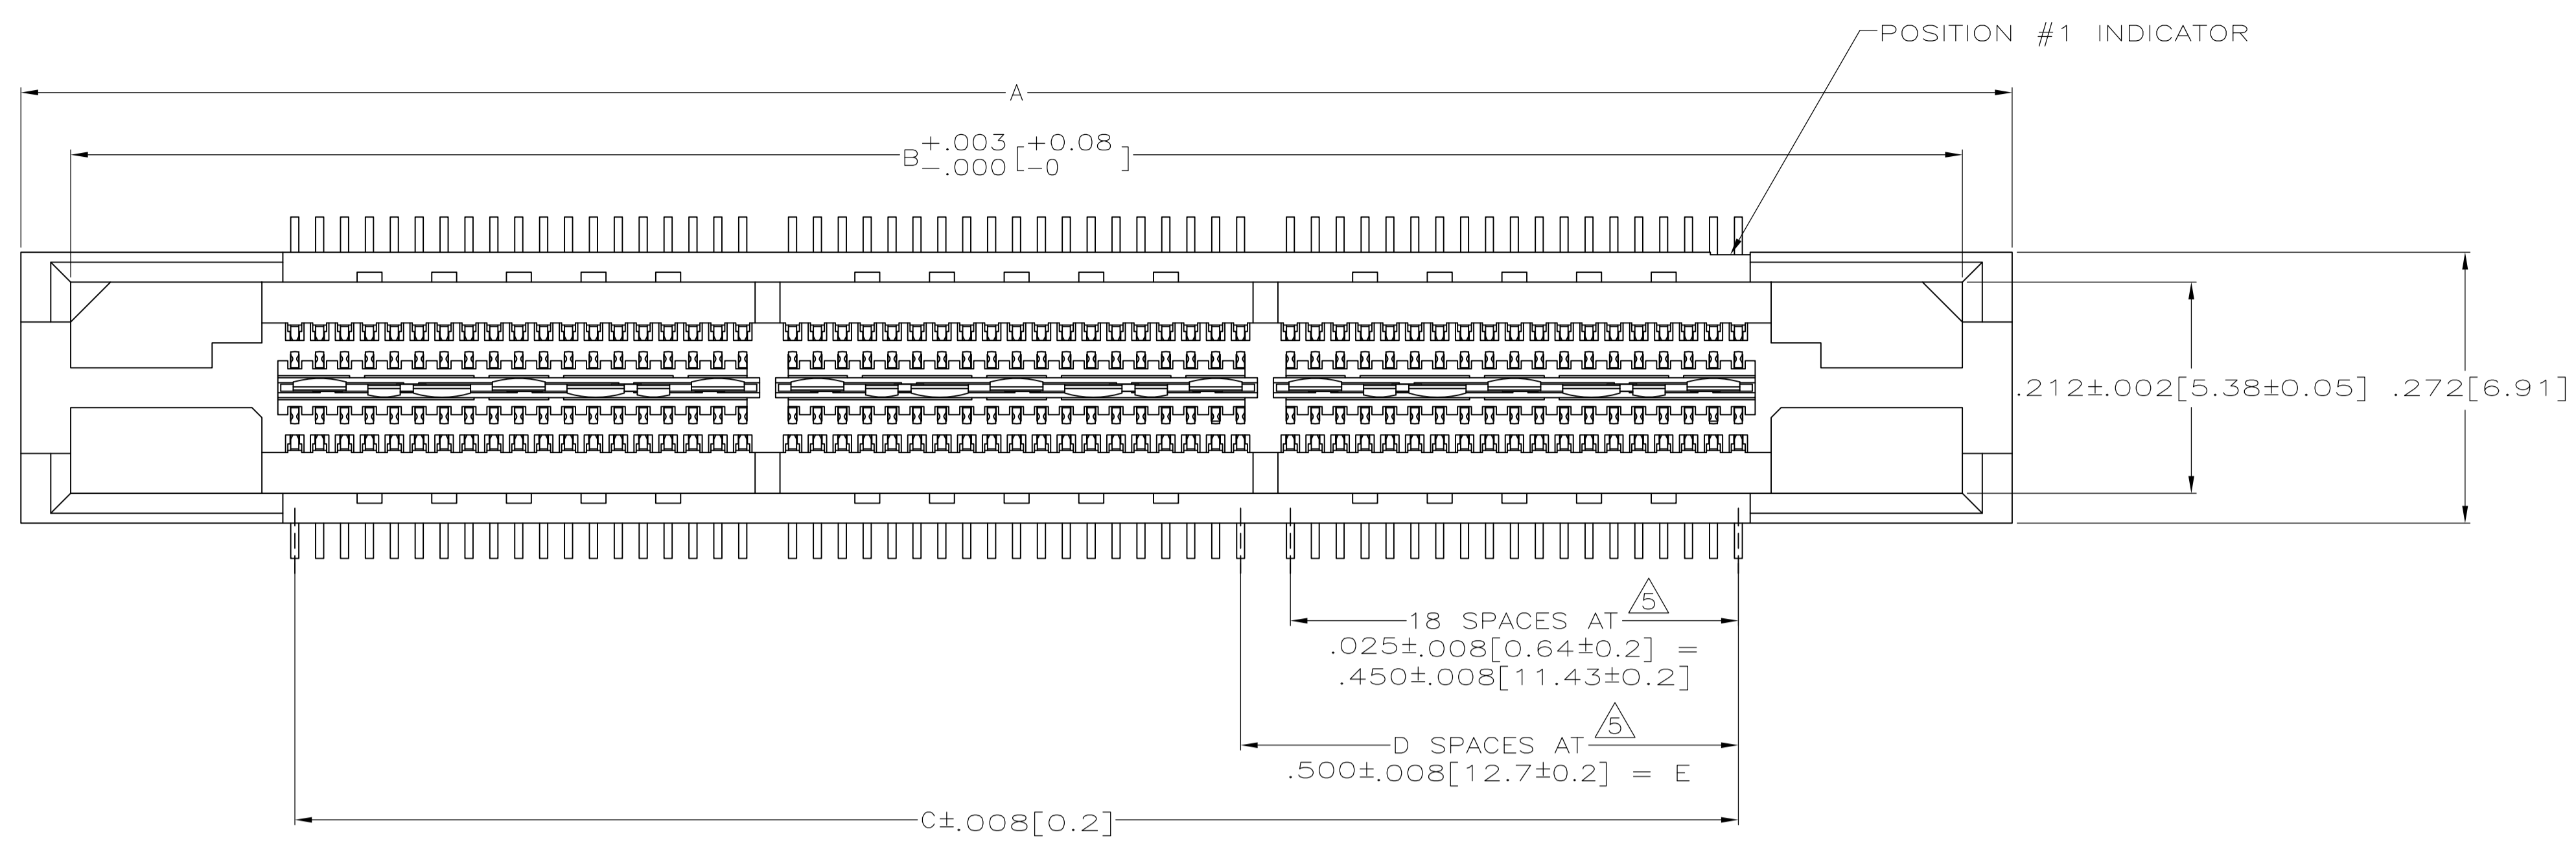 POSITION #1 INDICATOR
A
B +.003 [+0.08
-.000 [-0 ]
.212±.002[5.38±0.05] .272[6.91]
5
18 SPACES AT
.025±.008[0.64±0.2] =
.450±.008[11.43±0.2]
5
D SPACES AT
.500±.008[12.7±0.2] = E
C±.008[0.2]